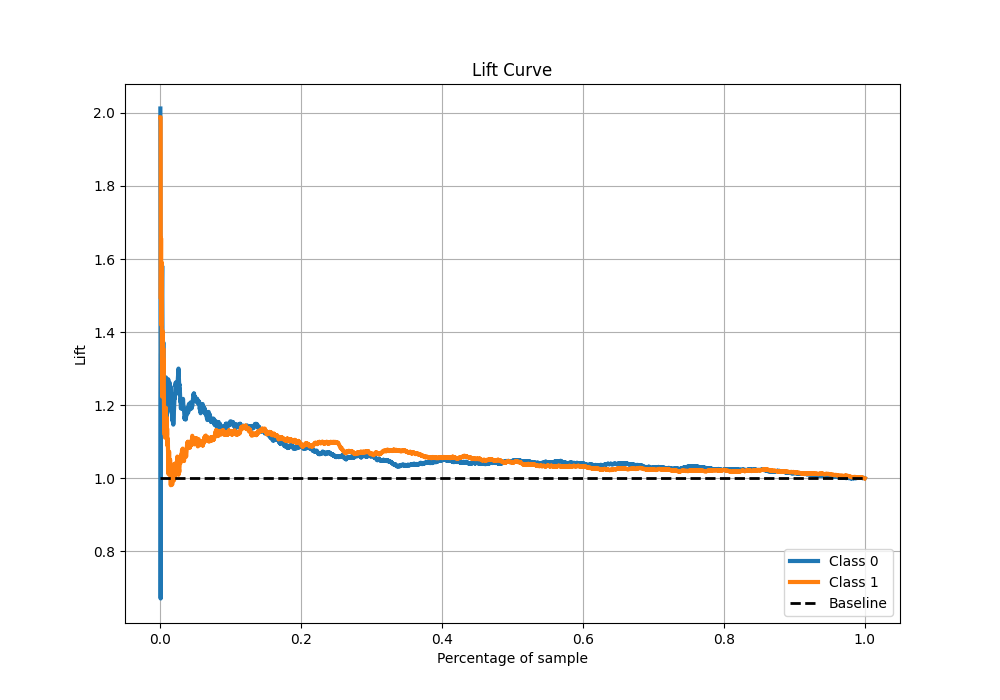 Lift Curve
Lift
2.0
1.8
1.6
1.4
1.2
1.0
0.8
0.0 0.2 0.4 0.6 0.8 1.0
Percentage of sample
Class 0
Class 1
Baseline